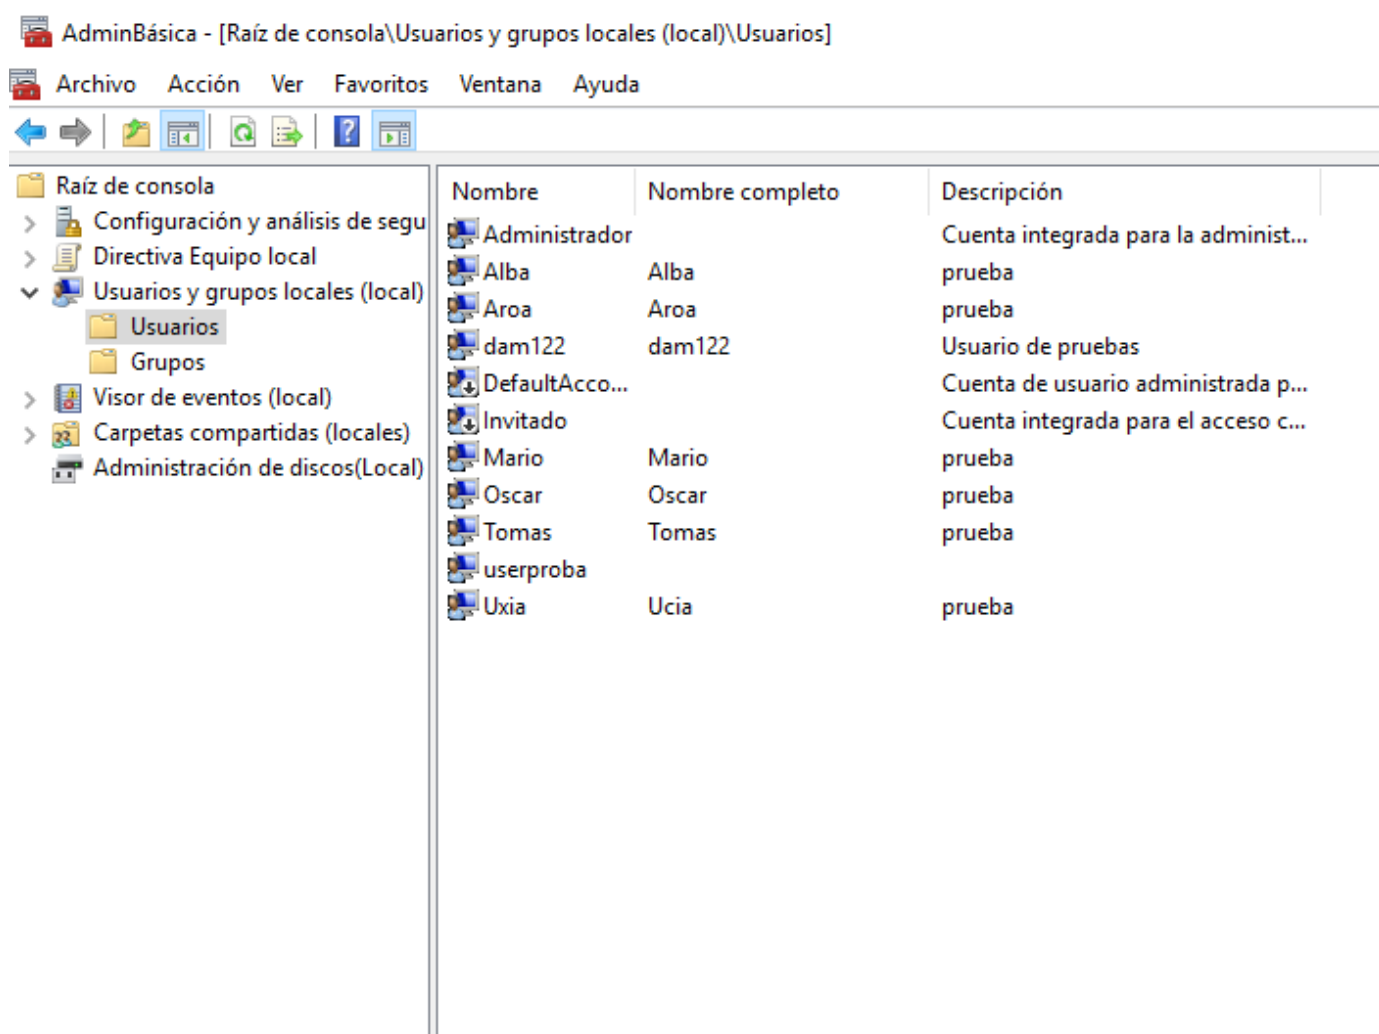 AdminBásica - [Raíz de consola\Usuarios y grupos locales (local)\Usuarios]
Archivo Acción Ver Favoritos Ventana Ayuda
Raíz de consola
Configuración y análisis de segu
Directiva Equipo local
Usuarios y grupos locales (local)
Usuarios
Grupos
Visor de eventos (local)
Carpetas compartidas (locales)
Administración de discos(Local)
Nombre Nombre completo Descripción
Administrador Cuenta integrada para la administ...
Alba Alba prueba
Aroa Aroa prueba
dam122 dam122 Usuario de pruebas
DefaultAcco... Cuenta de usuario administrada p...
Invitado Cuenta integrada para el acceso c...
Mario Mario prueba
Oscar Oscar prueba
Tomas Tomas prueba
userproba
Uxia Ucia prueba